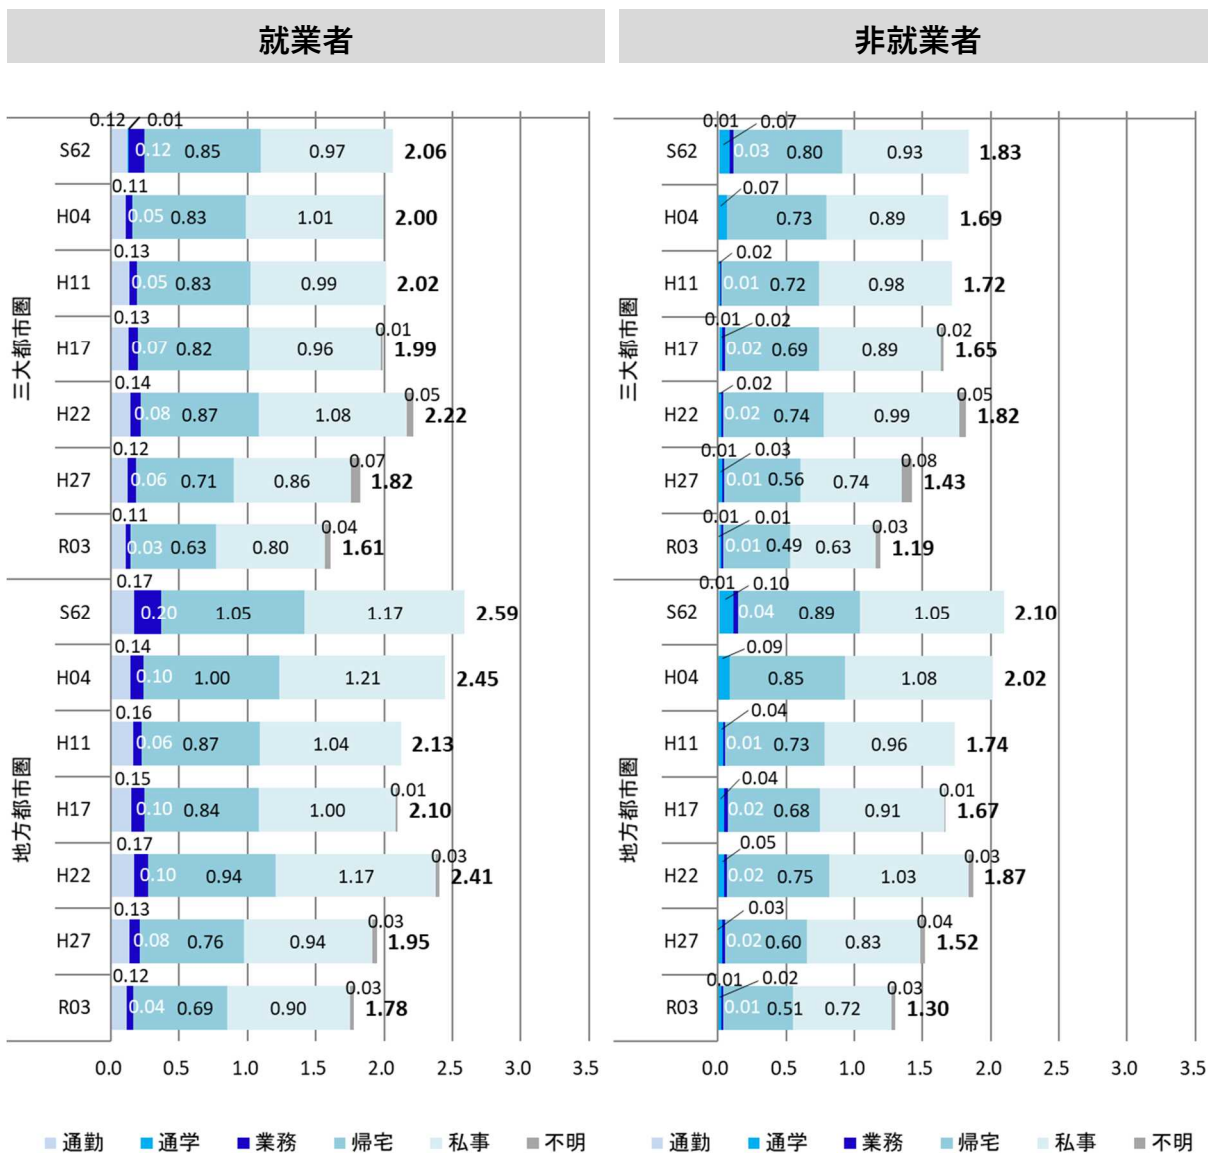 就業者
三大都市圏
S62 0.12 0.01 0.12 0.85 0.97 2.06
H04 0.11 0.05 0.83 1.01 2.00
H11 0.13 0.05 0.83 0.99 2.02
H17 0.13 0.07 0.82 0.96 0.01 1.99
H22 0.14 0.08 0.87 1.08 0.05 2.22
H27 0.12 0.06 0.71 0.86 0.07 1.82
R03 0.11 0.03 0.63 0.80 0.04 1.61
地方都市圏
S62 0.17 0.20 1.05 1.17 2.59
H04 0.14 0.10 1.00 1.21 2.45
H11 0.16 0.06 0.87 1.04 2.13
H17 0.15 0.10 0.84 1.00 0.01 2.10
H22 0.17 0.10 0.94 1.17 0.03 2.41
H27 0.13 0.08 0.76 0.94 0.03 1.95
R03 0.12 0.04 0.69 0.90 0.03 1.78
0.0 0.5 1.0 1.5 2.0 2.5 3.0 3.5
通勤 通学 業務 帰宅 私事 不明
非就業者
三大都市圏
S62 0.01 0.07 0.03 0.80 0.93 1.83
H04 0.07 0.73 0.89 1.69
H11 0.02 0.01 0.72 0.98 1.72
H17 0.01 0.02 0.02 0.69 0.89 0.02 1.65
H22 0.02 0.02 0.74 0.99 0.05 1.82
H27 0.01 0.03 0.01 0.56 0.74 0.08 1.43
R03 0.01 0.01 0.01 0.49 0.63 0.03 1.19
地方都市圏
S62 0.01 0.10 0.04 0.89 1.05 2.10
H04 0.09 0.85 1.08 2.02
H11 0.04 0.01 0.73 0.96 1.74
H17 0.04 0.02 0.68 0.91 0.01 1.67
H22 0.05 0.02 0.75 1.03 0.03 1.87
H27 0.03 0.02 0.60 0.83 0.04 1.52
R03 0.01 0.02 0.01 0.51 0.72 0.03 1.30
0.0 0.5 1.0 1.5 2.0 2.5 3.0 3.5
通勤 通学 業務 帰宅 私事 不明